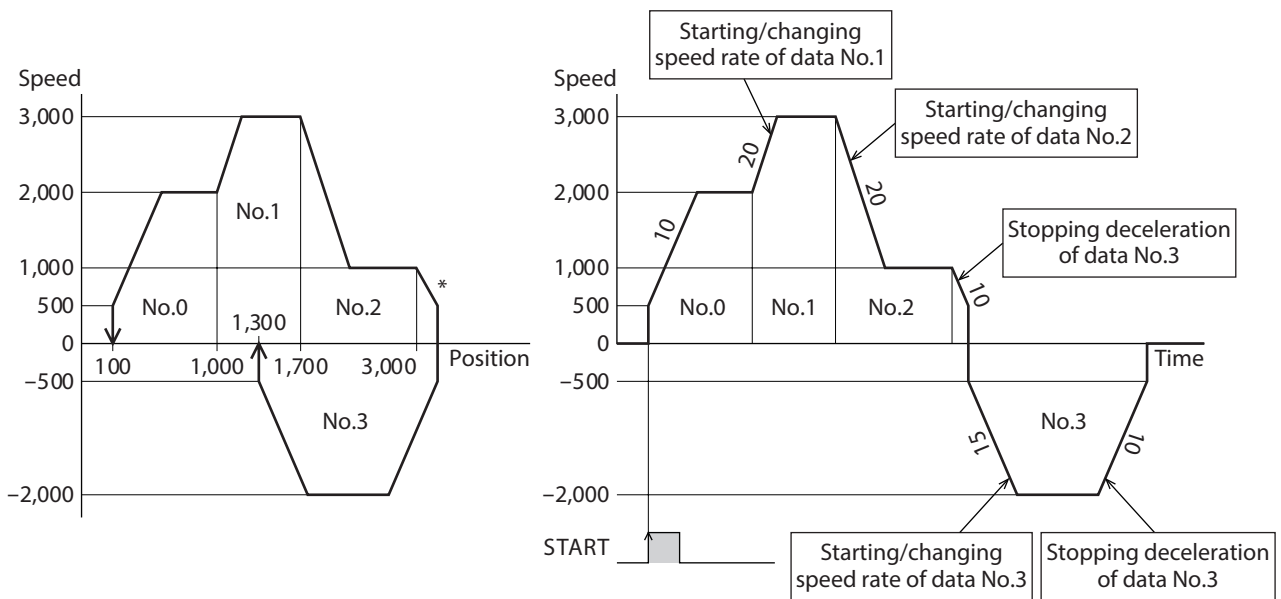 Speed
3,000
2,000
1,000
500
0
−500
−2,000
No.0
No.1
No.2
No.3
*
1,300
100
1,000
1,700
3,000
Position
Starting/changing
speed rate of data No.1
Speed
3,000
2,000
1,000
500
0
−500
−2,000
Starting/changing
speed rate of data No.2
Stopping deceleration
of data No.3
10
20
20
10
No.0
No.1
No.2
No.3
Time
15
10
START
Starting/changing
speed rate of data No.3
Stopping deceleration
of data No.3